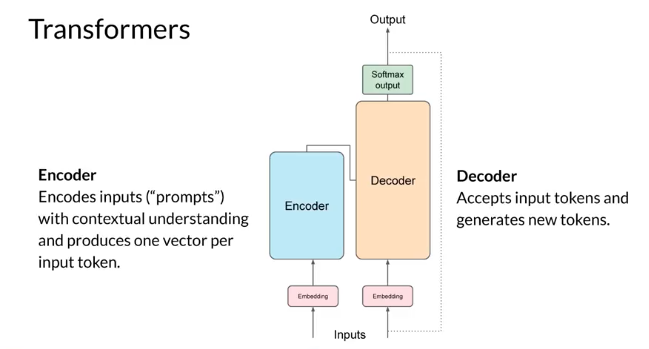 Transformers
Output
Softmax
output
Encoder
Encodes inputs (“prompts”)
with contextual understanding
and produces one vector per
input token.
Encoder
Decoder
Decoder
Accepts input tokens and
generates new tokens.
Embedding
Embedding
Inputs